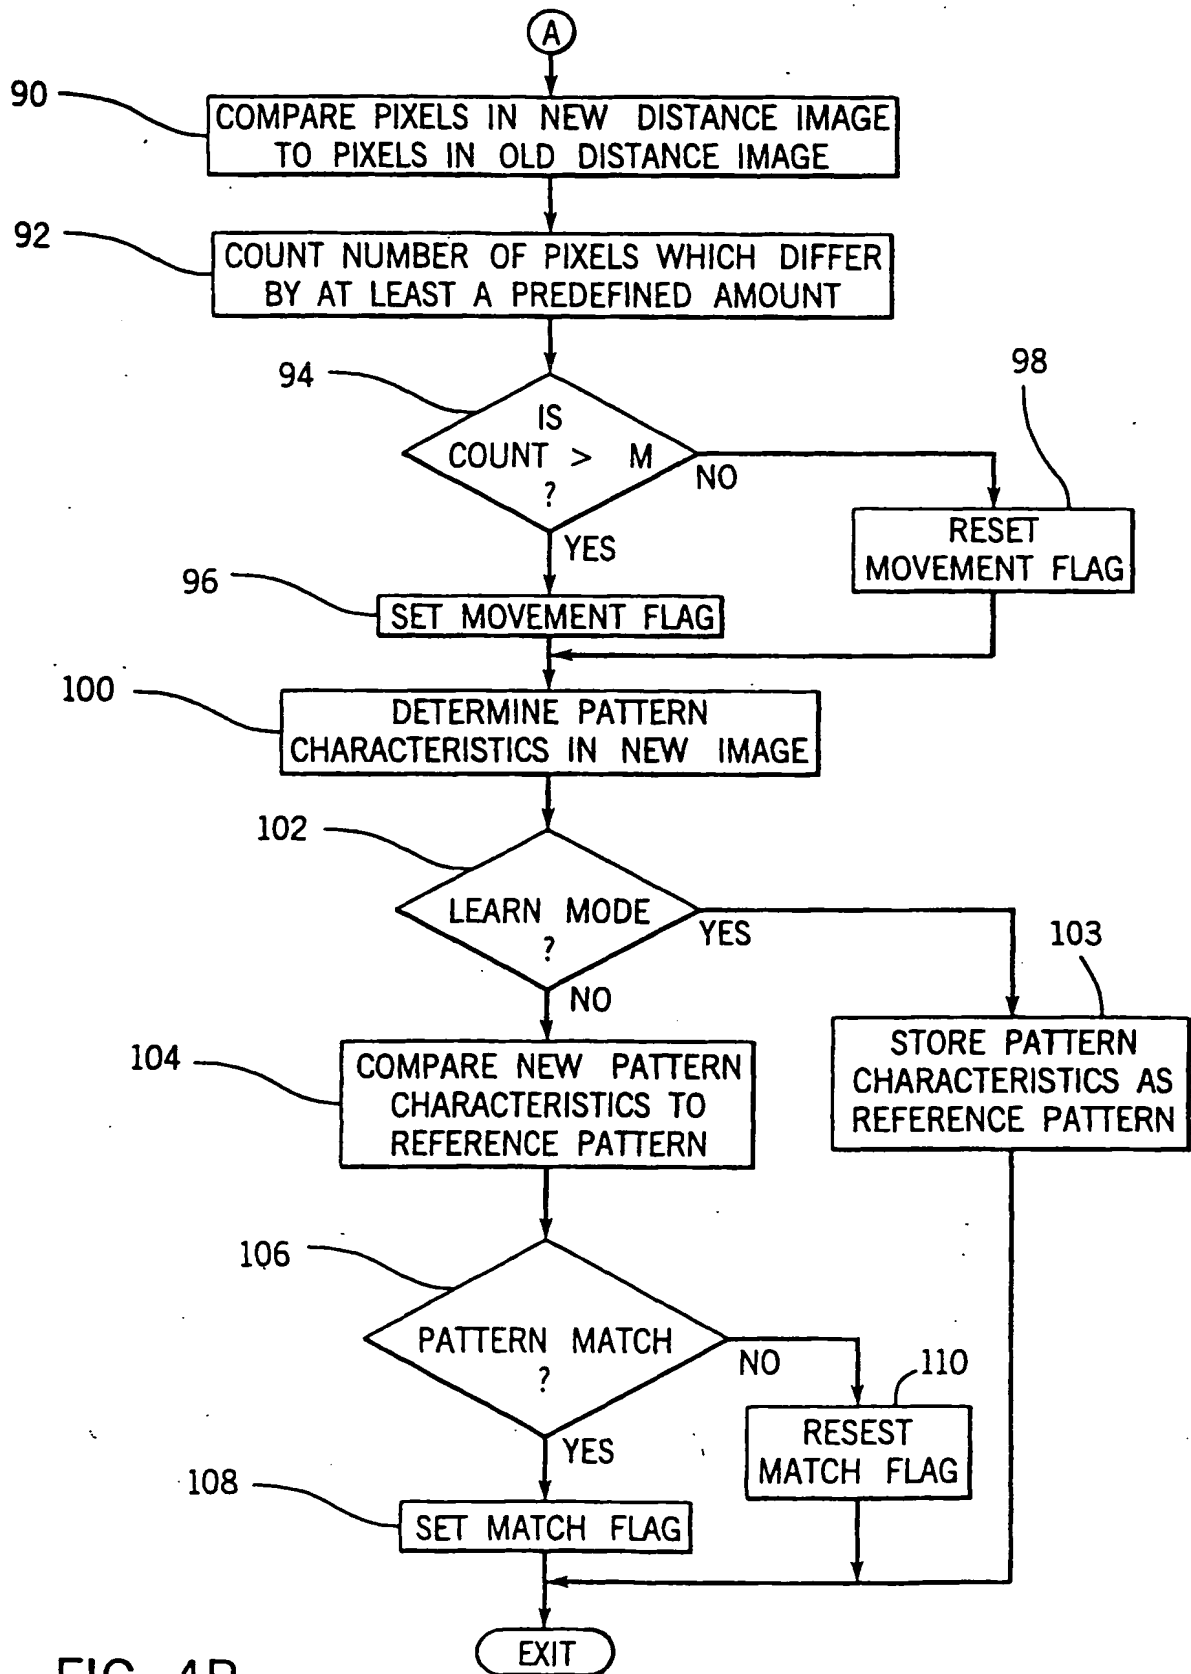 A
90
COMPARE PIXELS IN NEW DISTANCE IMAGE
TO PIXELS IN OLD DISTANCE IMAGE
92
COUNT NUMBER OF PIXELS WHICH DIFFER
BY AT LEAST A PREDEFINED AMOUNT
94
IS
COUNT > M
?
NO
YES
98
RESET
MOVEMENT FLAG
96
SET MOVEMENT FLAG
100
DETERMINE PATTERN
CHARACTERISTICS IN NEW IMAGE
102
LEARN MODE
?
YES
NO
103
STORE PATTERN
CHARACTERISTICS AS
REFERENCE PATTERN
104
COMPARE NEW PATTERN
CHARACTERISTICS TO
REFERENCE PATTERN
106
PATTERN MATCH
?
NO
YES
110
RESEST
MATCH FLAG
108
SET MATCH FLAG
EXIT
FIG. 4B